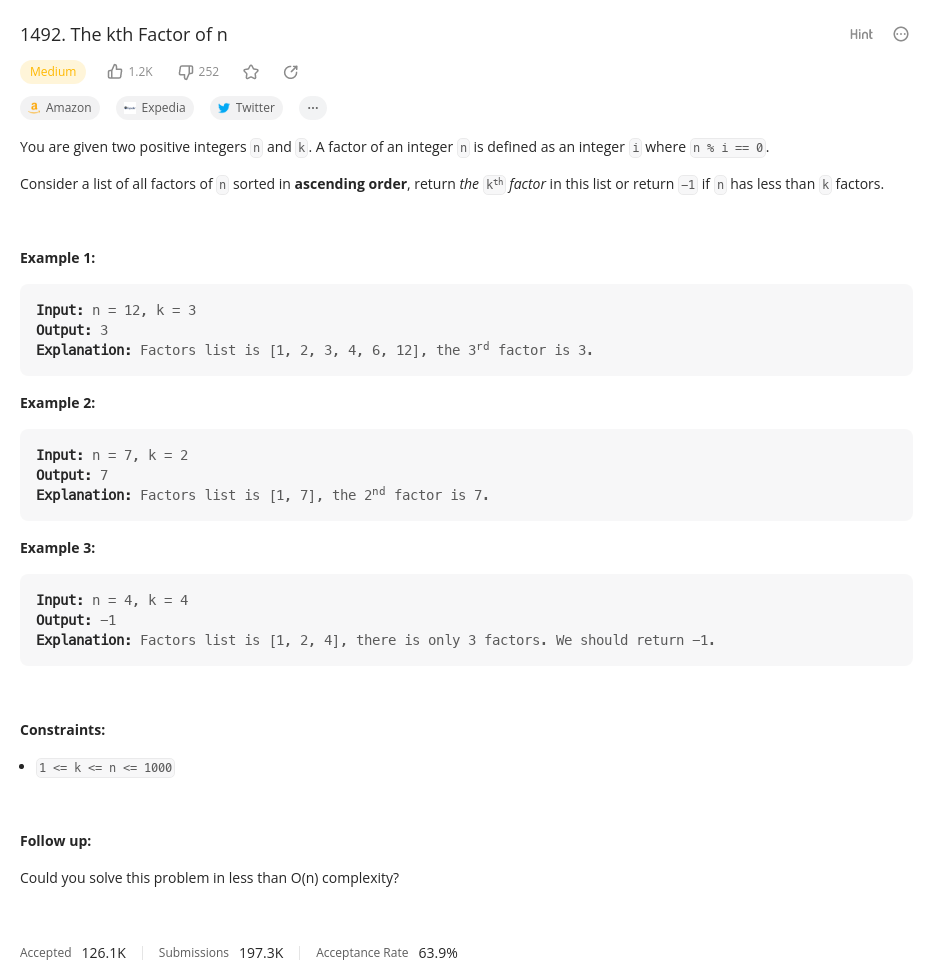 1492. The kth Factor of n
Hint
Medium 1.2K 252
Amazon Expedia Twitter ...
You are given two positive integers n and k. A factor of an integer n is defined as an integer i where n % i == 0.
Consider a list of all factors of n sorted in ascending order, return the kth factor in this list or return -1 if n has less than k factors.
Example 1:
Input: n = 12, k = 3
Output: 3
Explanation: Factors list is [1, 2, 3, 4, 6, 12], the 3rd factor is 3.
Example 2:
Input: n = 7, k = 2
Output: 7
Explanation: Factors list is [1, 7], the 2nd factor is 7.
Example 3:
Input: n = 4, k = 4
Output: -1
Explanation: Factors list is [1, 2, 4], there is only 3 factors. We should return -1.
Constraints:
• 1 <= k <= n <= 1000
Follow up:
Could you solve this problem in less than O(n) complexity?
Accepted 126.1K Submissions 197.3K Acceptance Rate 63.9%